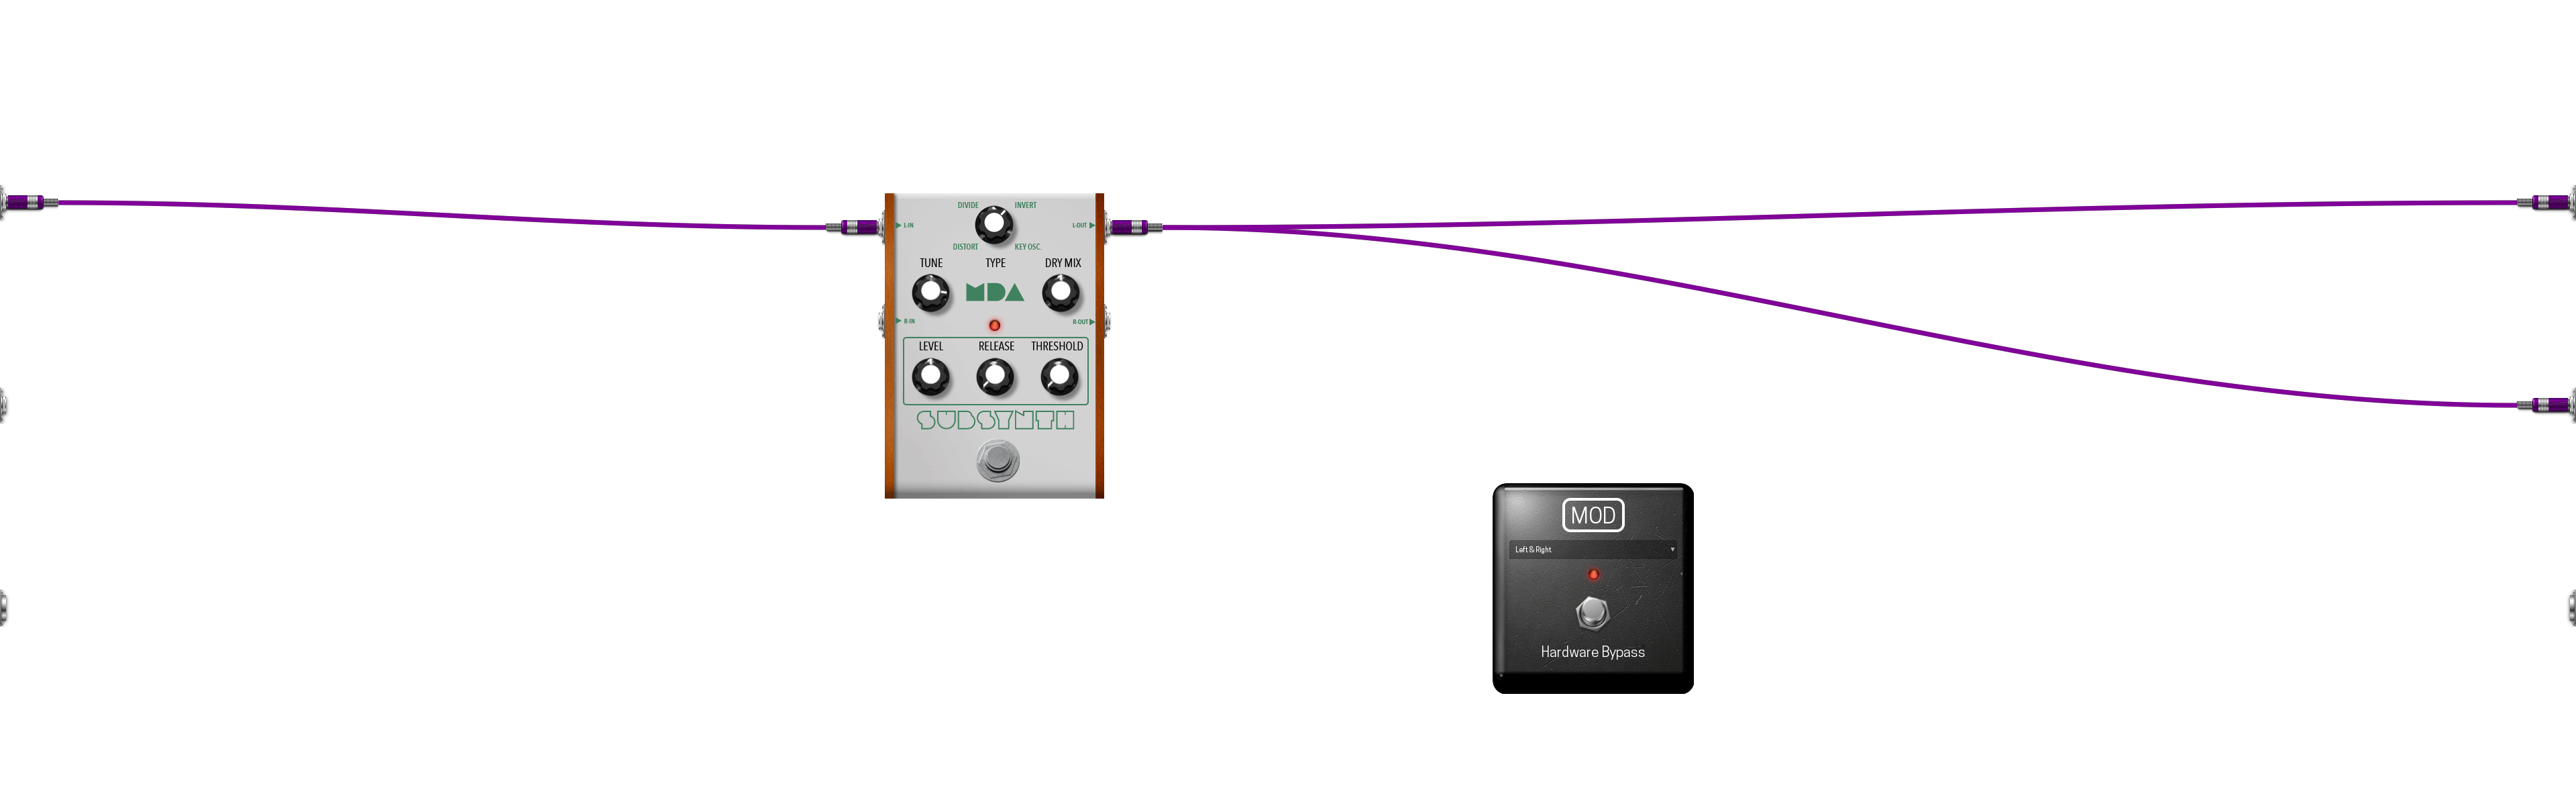 DIVIDE INVERT
L-IN L-OUT
DISTORT KEY OSC.
TUNE TYPE DRY MIX
MDA
R-IN R-OUT
LEVEL RELEASE THRESHOLD
SUBSYNTH
MOD
Left & Right
Hardware Bypass